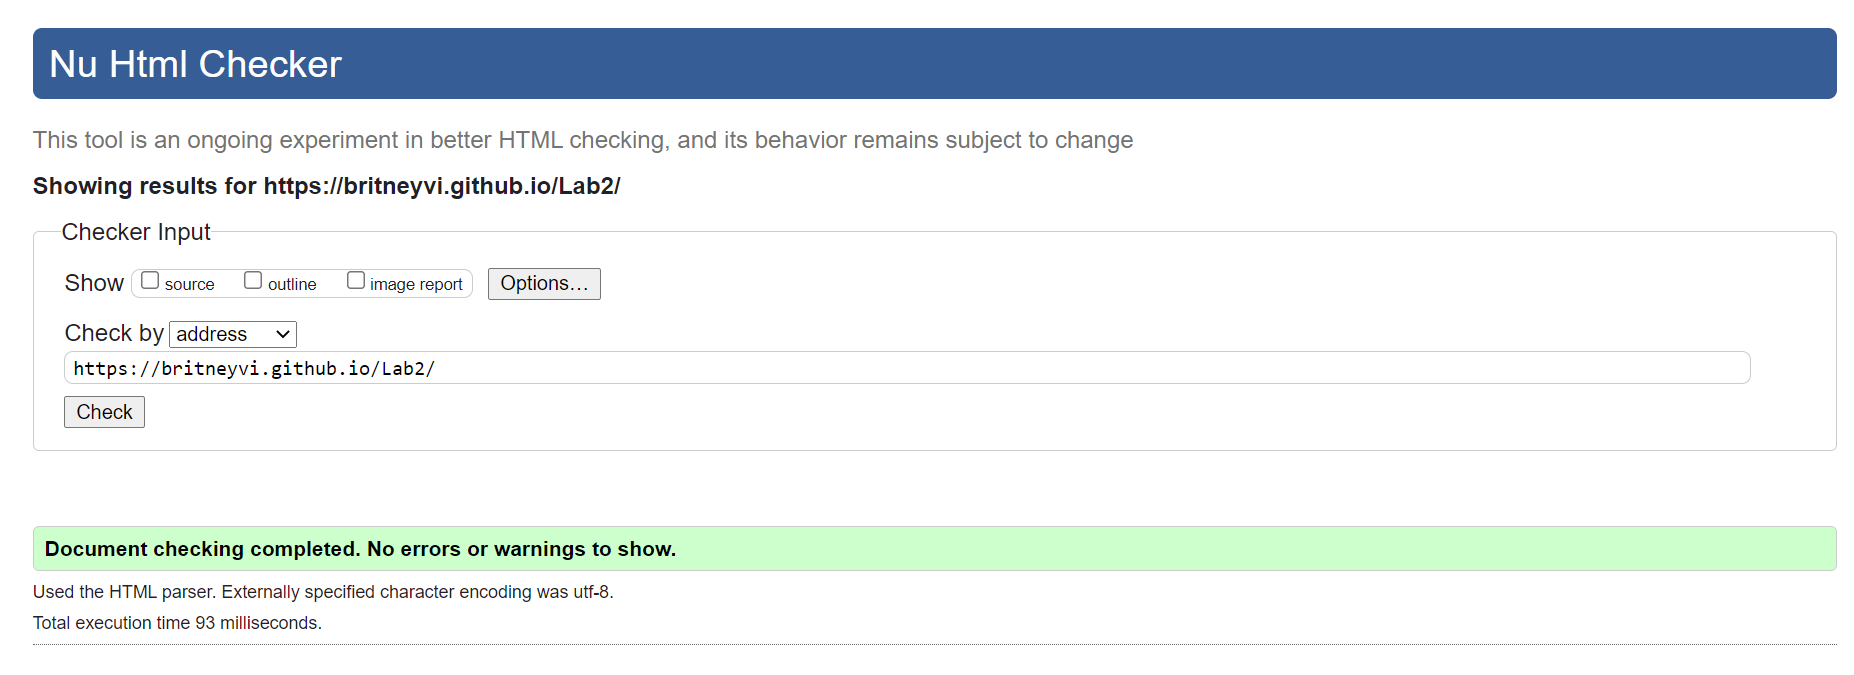 Nu Html Checker
This tool is an ongoing experiment in better HTML checking, and its behavior remains subject to change
Showing results for https://britneyvi.github.io/Lab2/
Checker Input
Show source outline image report Options...
Check by address
https://britneyvi.github.io/Lab2/
Check
Document checking completed. No errors or warnings to show.
Used the HTML parser. Externally specified character encoding was utf-8.
Total execution time 93 milliseconds.